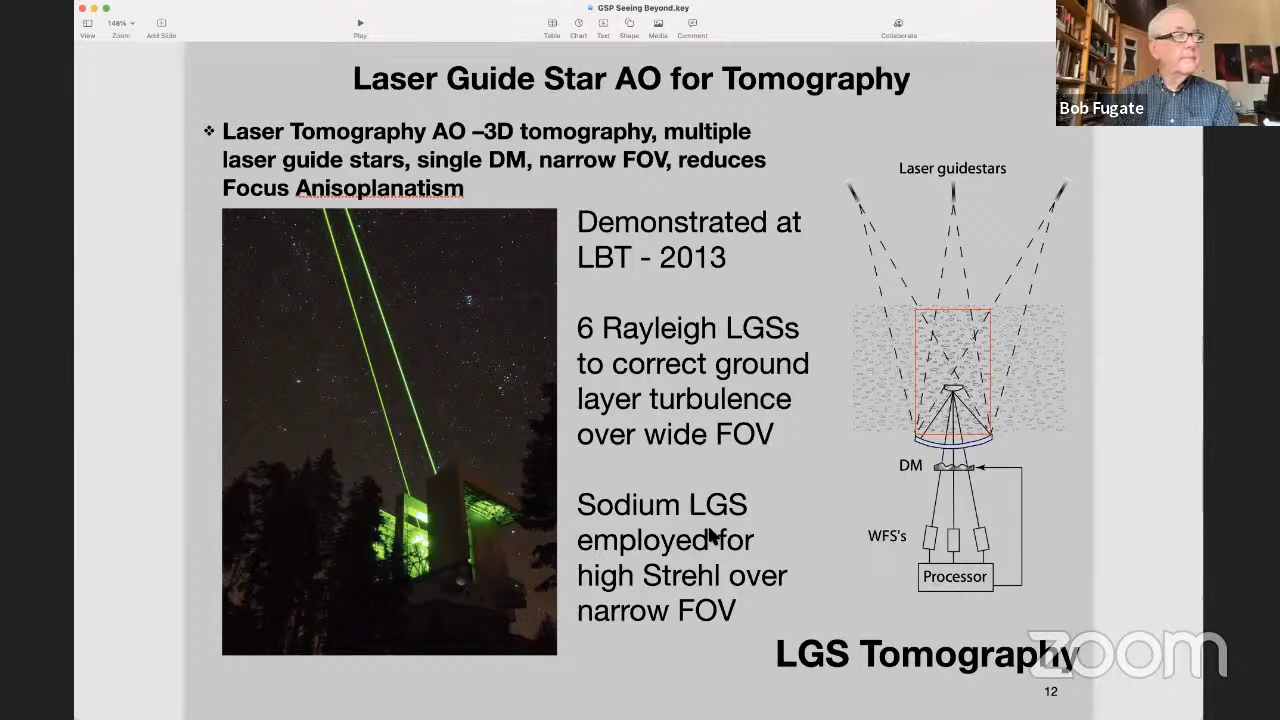 GSP Seeing Beyond.key
148%
View
Zoom
Add Slide
Play
Table
Chart
Text
Shape
Media
Comment
Collaborate
Bob Fugate
Laser Guide Star AO for Tomography
❖ Laser Tomography AO –3D tomography, multiple
laser guide stars, single DM, narrow FOV, reduces
Focus Anisoplanatism
Demonstrated at
LBT - 2013
6 Rayleigh LGSs
to correct ground
layer turbulence
over wide FOV
Sodium LGS
employed for
high Strehl over
narrow FOV
Laser guidestars
DM
WFS's
Processor
LGS Tomography
zoom
12